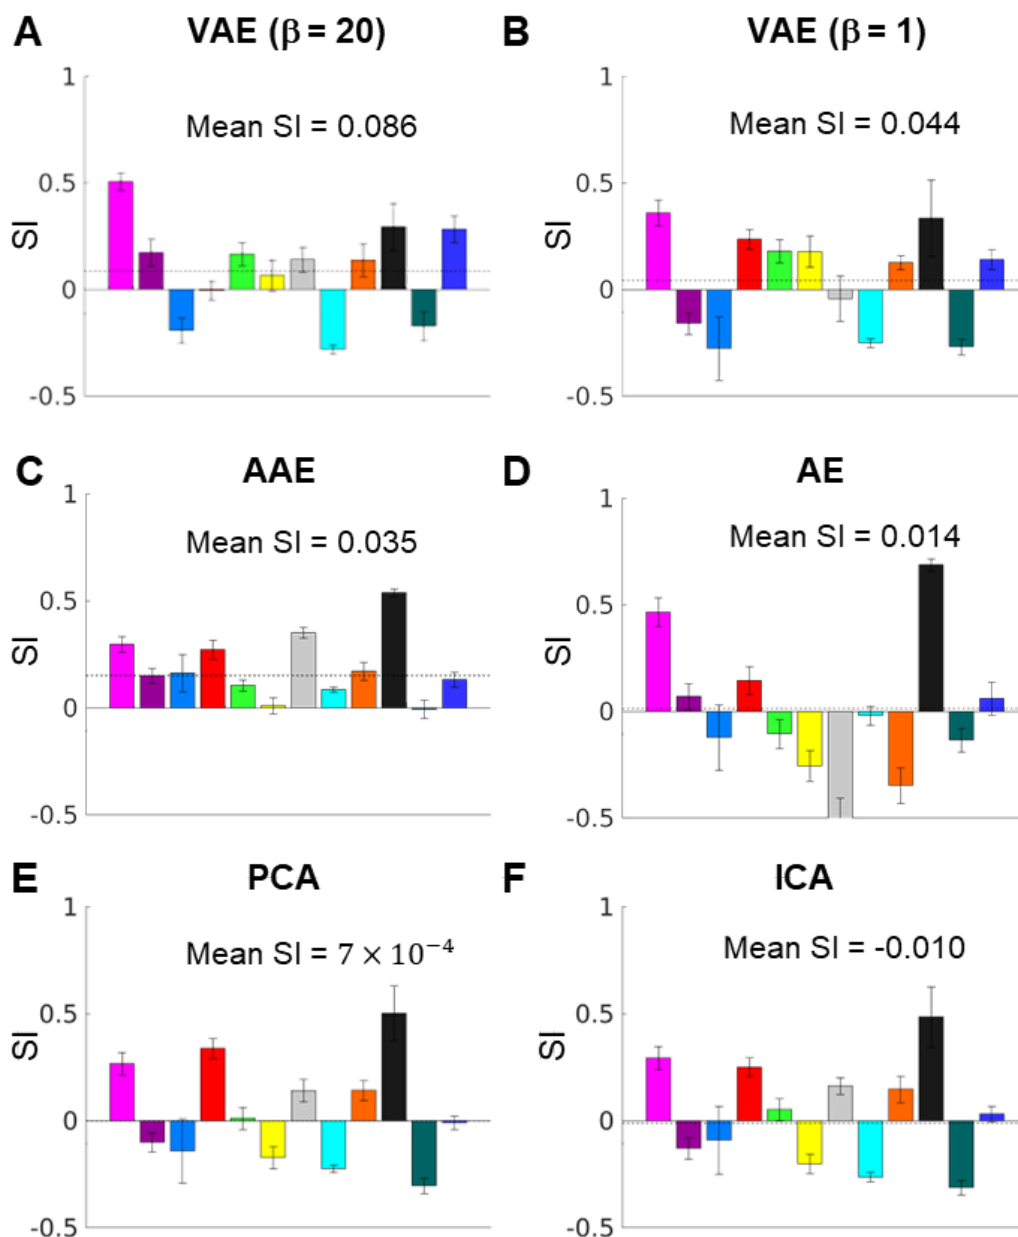 A VAE (β = 20)
1
Mean SI = 0.086
0.5
SI
0
-0.5
B VAE (β = 1)
1
Mean SI = 0.044
0.5
SI
0
-0.5
C AAE
1
Mean SI = 0.035
0.5
SI
0
-0.5
D AE
1
Mean SI = 0.014
0.5
SI
0
-0.5
E PCA
1
Mean SI = 7 × 10⁻⁴
0.5
SI
0
-0.5
F ICA
1
Mean SI = -0.010
0.5
SI
0
-0.5